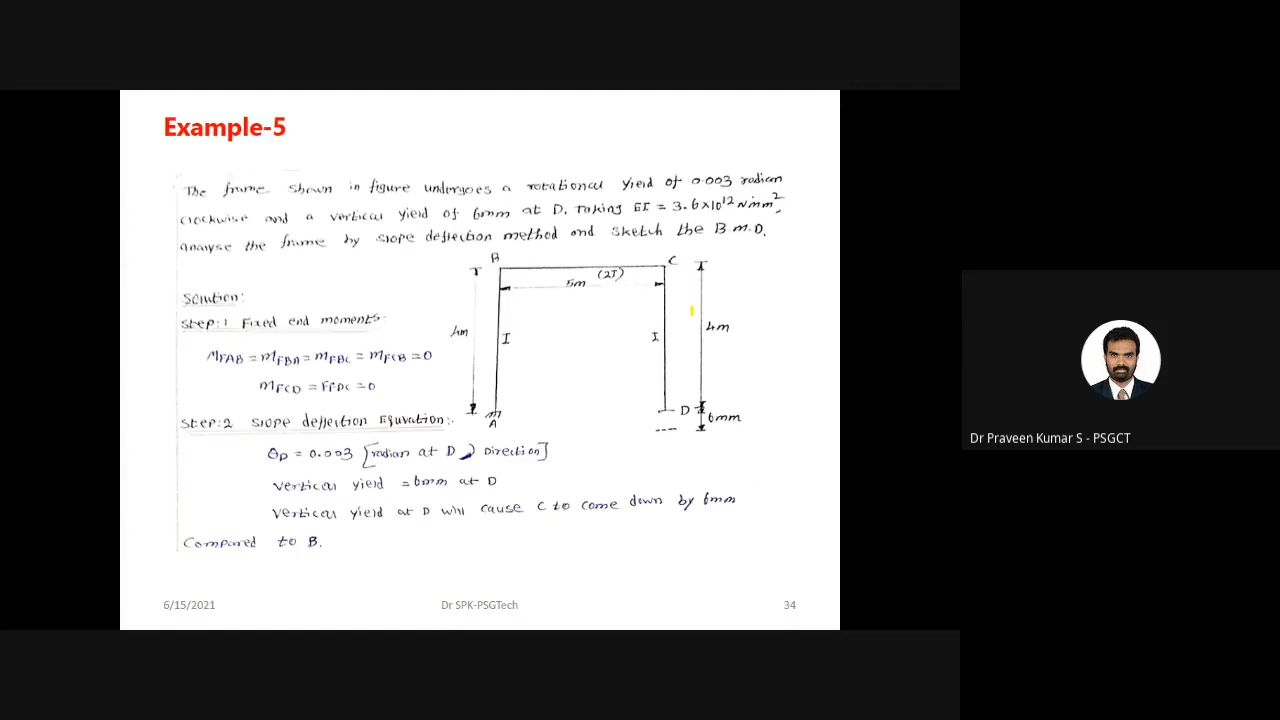 Example-5
The frame shown in figure undergoes a rotational yield of 0.003 radian
clockwise and a vertical yield of 6mm at D. Taking EI = 3.6×10¹² N·mm²,
analyse the frame by slope deflection method and sketch the B.M.D.
B
C
(2I)
5m
Solution:
Step:1 Fixed end moments
4m
I
I
4m
MFAB = MFBA = MFBC = MFCB = 0
MFCD = FFDC = 0
A
D
6mm
Step:2 Slope deflection Equvation:
θD = 0.003 [radian at D Direction]
Vertical yield = 6mm at D
Vertical yield at D will cause C to come down by 6mm
Compared to B.
6/15/2021
Dr SPK-PSGTech
34
Dr Praveen Kumar S - PSGCT